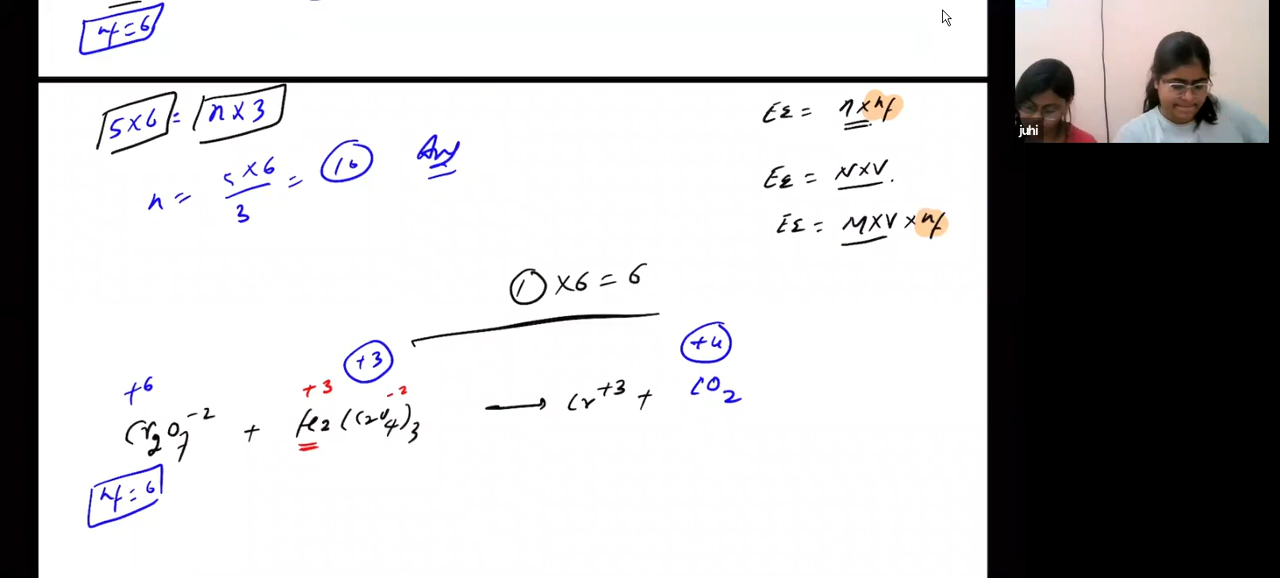 nf = 6
5×6 = n×3
n = 5×6/3 = 10 Ans
Eε = n×nf
Eε = N×V.
Eε = M×V×nf
① ×6 = 6
+3 +4
+6 +3 -2
Cr2O7^-2 + Fe2(C2O4)3 → Cr^+3 + CO2
nf = 6
juhi